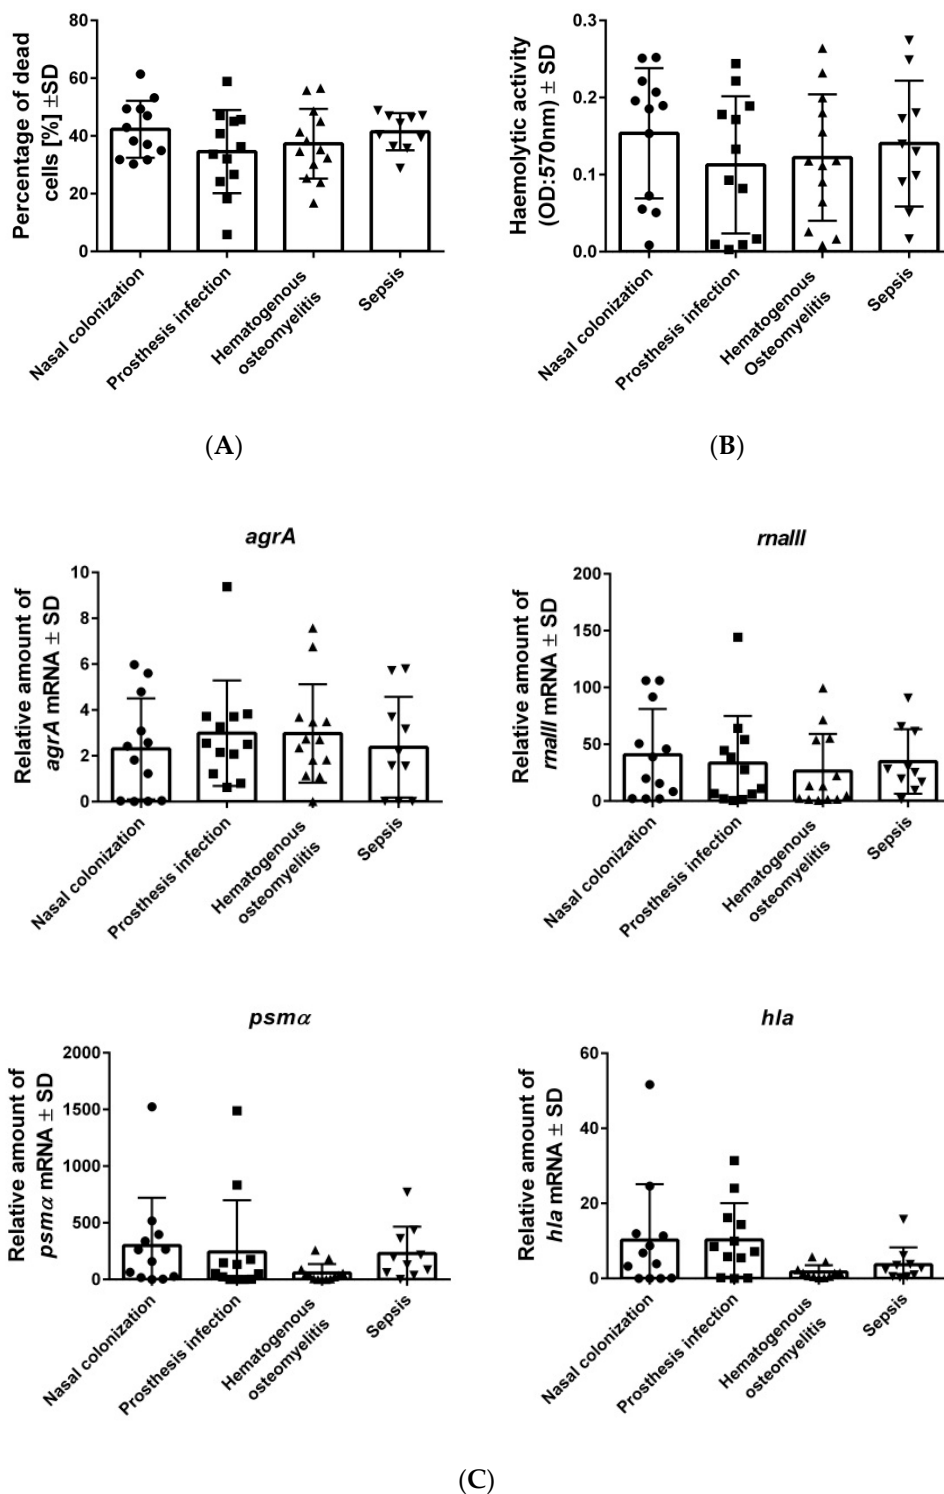 Percentage of dead
cells [%] ±SD
80
60
40
20
0
Nasal colonization
Prosthesis infection
Hematogenous
osteomyelitis
Sepsis
(A)
Haemolytic activity
(OD:570nm) ± SD
0.3
0.2
0.1
0.0
Nasal colonization
Prosthesis infection
Hematogenous
Osteomyelitis
Sepsis
(B)
agrA
Relative amount of
agrA mRNA ± SD
10
8
6
4
2
0
Nasal colonization
Prosthesis infection
Hematogenous
osteomyelitis
Sepsis
rnaIII
Relative amount of
rnaIII mRNA ± SD
200
150
100
50
0
Nasal colonization
Prosthesis infection
Hematogenous
osteomyelitis
Sepsis
psmα
Relative amount of
psmα mRNA ± SD
2000
1500
1000
500
0
Nasal colonization
Prosthesis infection
Hematogenous
osteomyelitis
Sepsis
hla
Relative amount of
hla mRNA ± SD
60
40
20
0
Nasal colonization
Prosthesis infection
Hematogenous
osteomyelitis
Sepsis
(C)